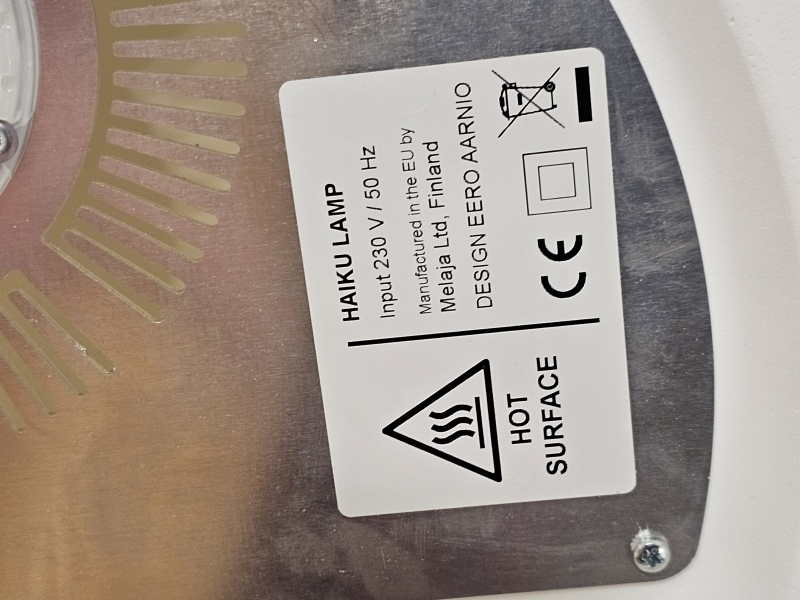 HAIKU LAMP
Input 230 V / 50 Hz
Manufactured in the EU by
Melaja Ltd, Finland
DESIGN EERO AARNIO
CE
HOT
SURFACE